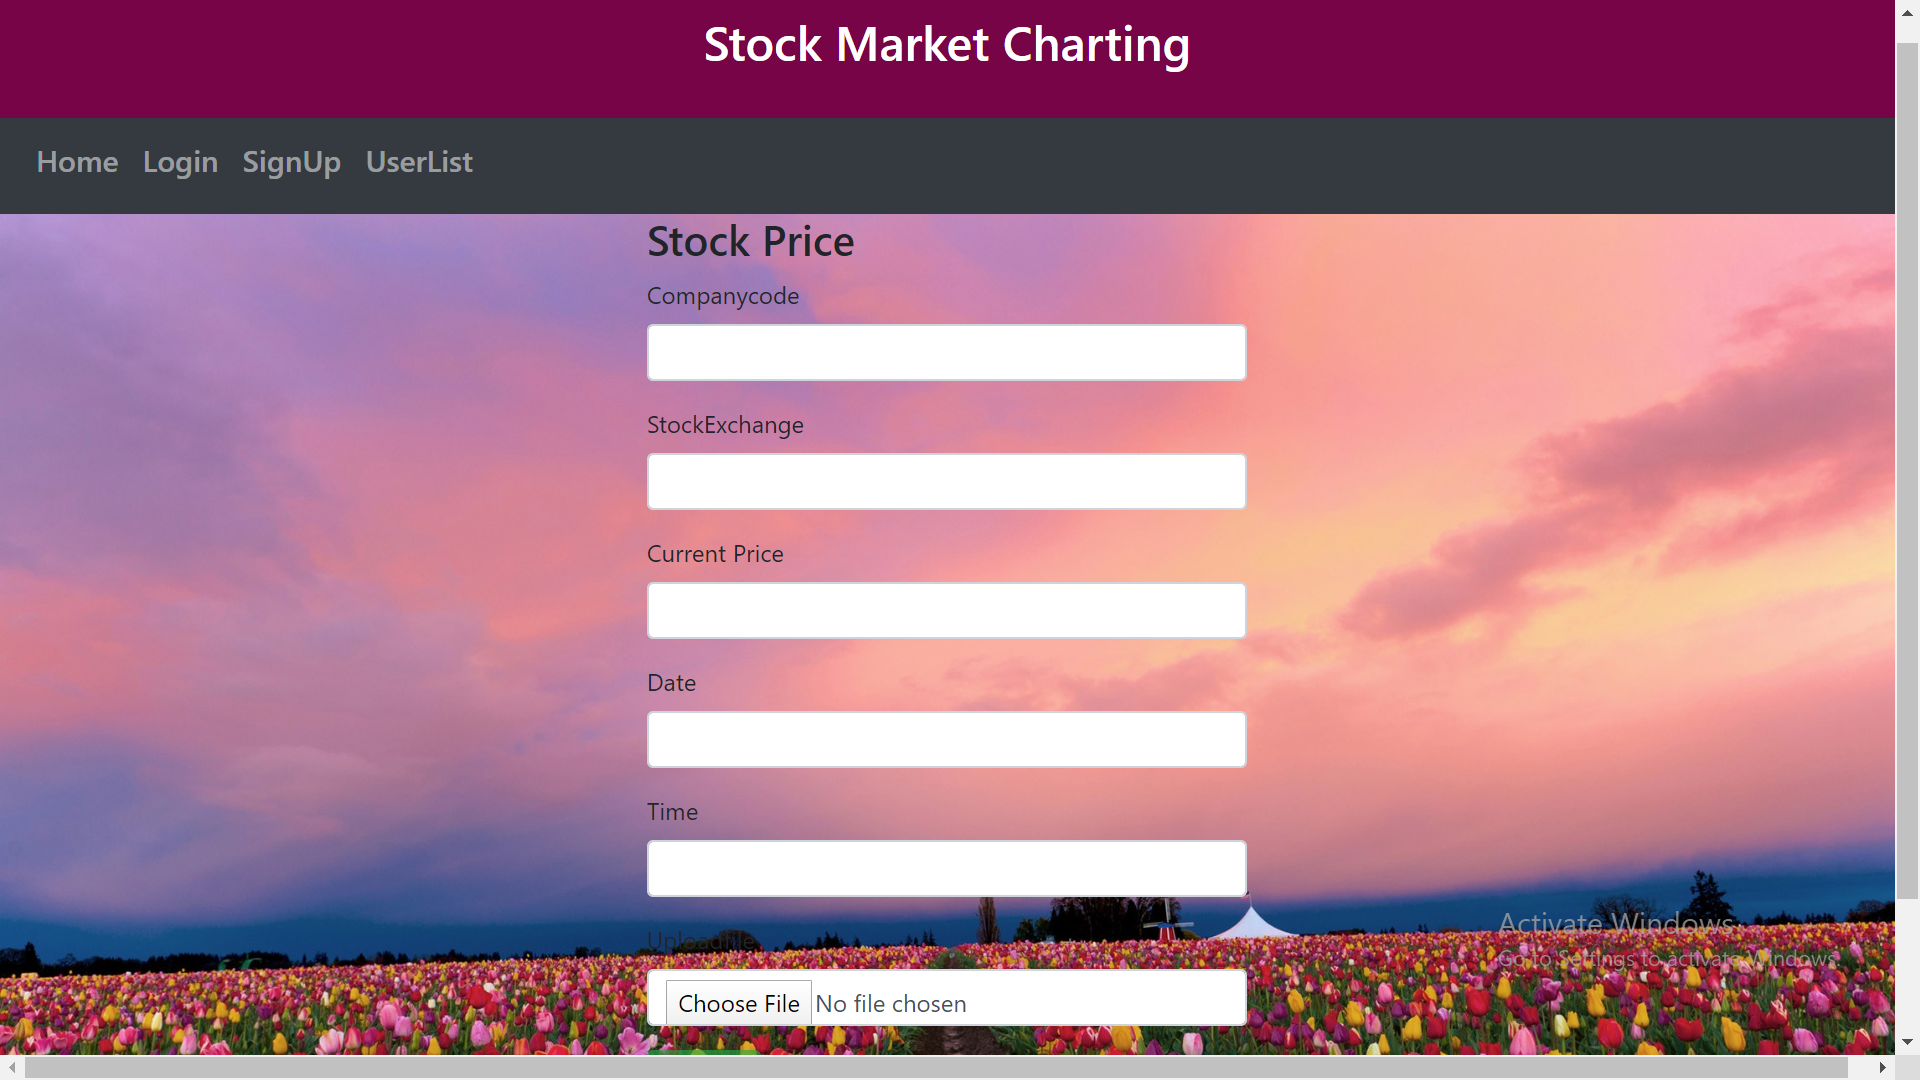 Stock Market Charting
Home Login SignUp UserList
Stock Price
Companycode
StockExchange
Current Price
Date
Time
Uploadfile
Choose File No file chosen
Activate Windows
Go to Settings to activate Windows.